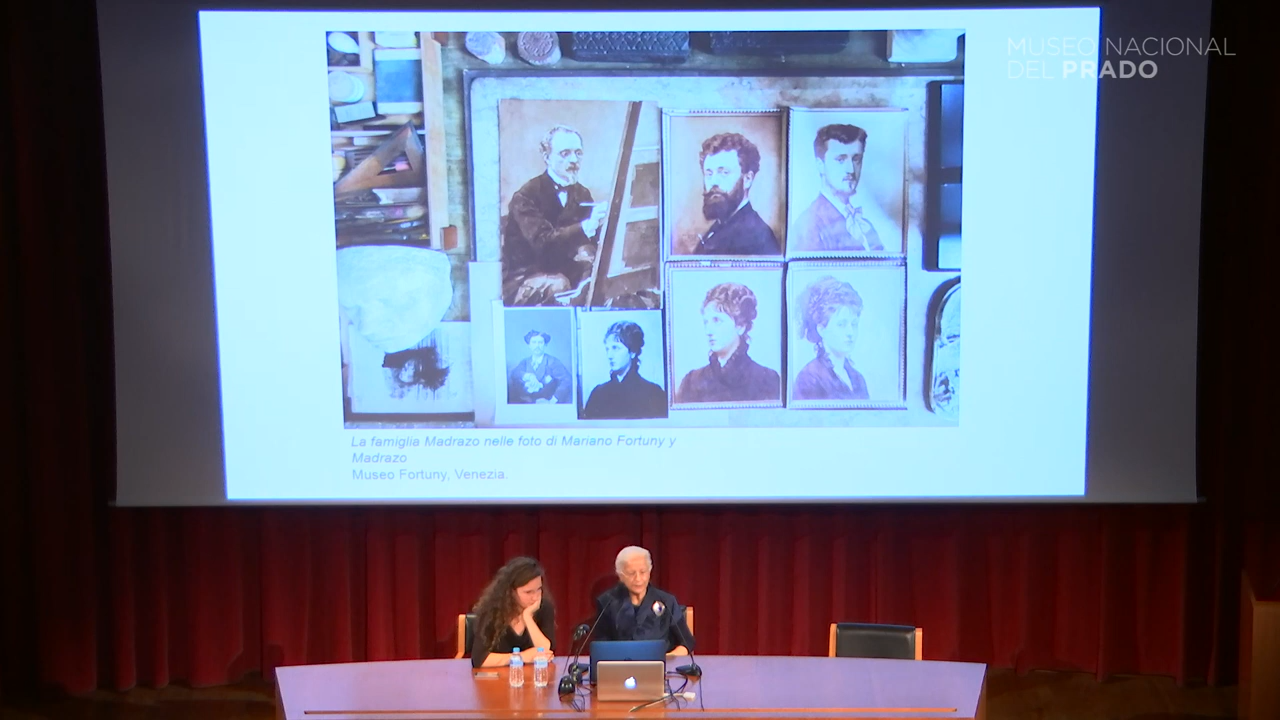 MUSEO NACIONAL
DEL PRADO
La famiglia Madrazo nelle foto di Mariano Fortuny y
Madrazo
Museo Fortuny, Venezia.